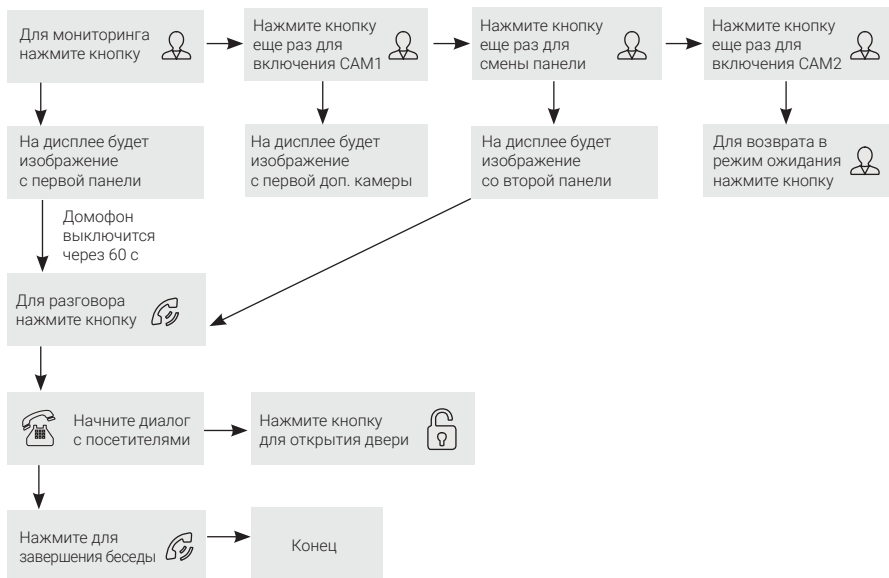 Для мониторинга
нажмите кнопку
Нажмите кнопку
еще раз для
включения CAM1
Нажмите кнопку
еще раз для
смены панели
Нажмите кнопку
еще раз для
включения CAM2
На дисплее будет
изображение
с первой панели
На дисплее будет
изображение
с первой доп. камеры
На дисплее будет
изображение
со второй панели
Для возврата в
режим ожидания
нажмите кнопку
Домофон
выключится
через 60 с
Для разговора
нажмите кнопку
Начните диалог
с посетителями
Нажмите кнопку
для открытия двери
Нажмите для
завершения беседы
Конец